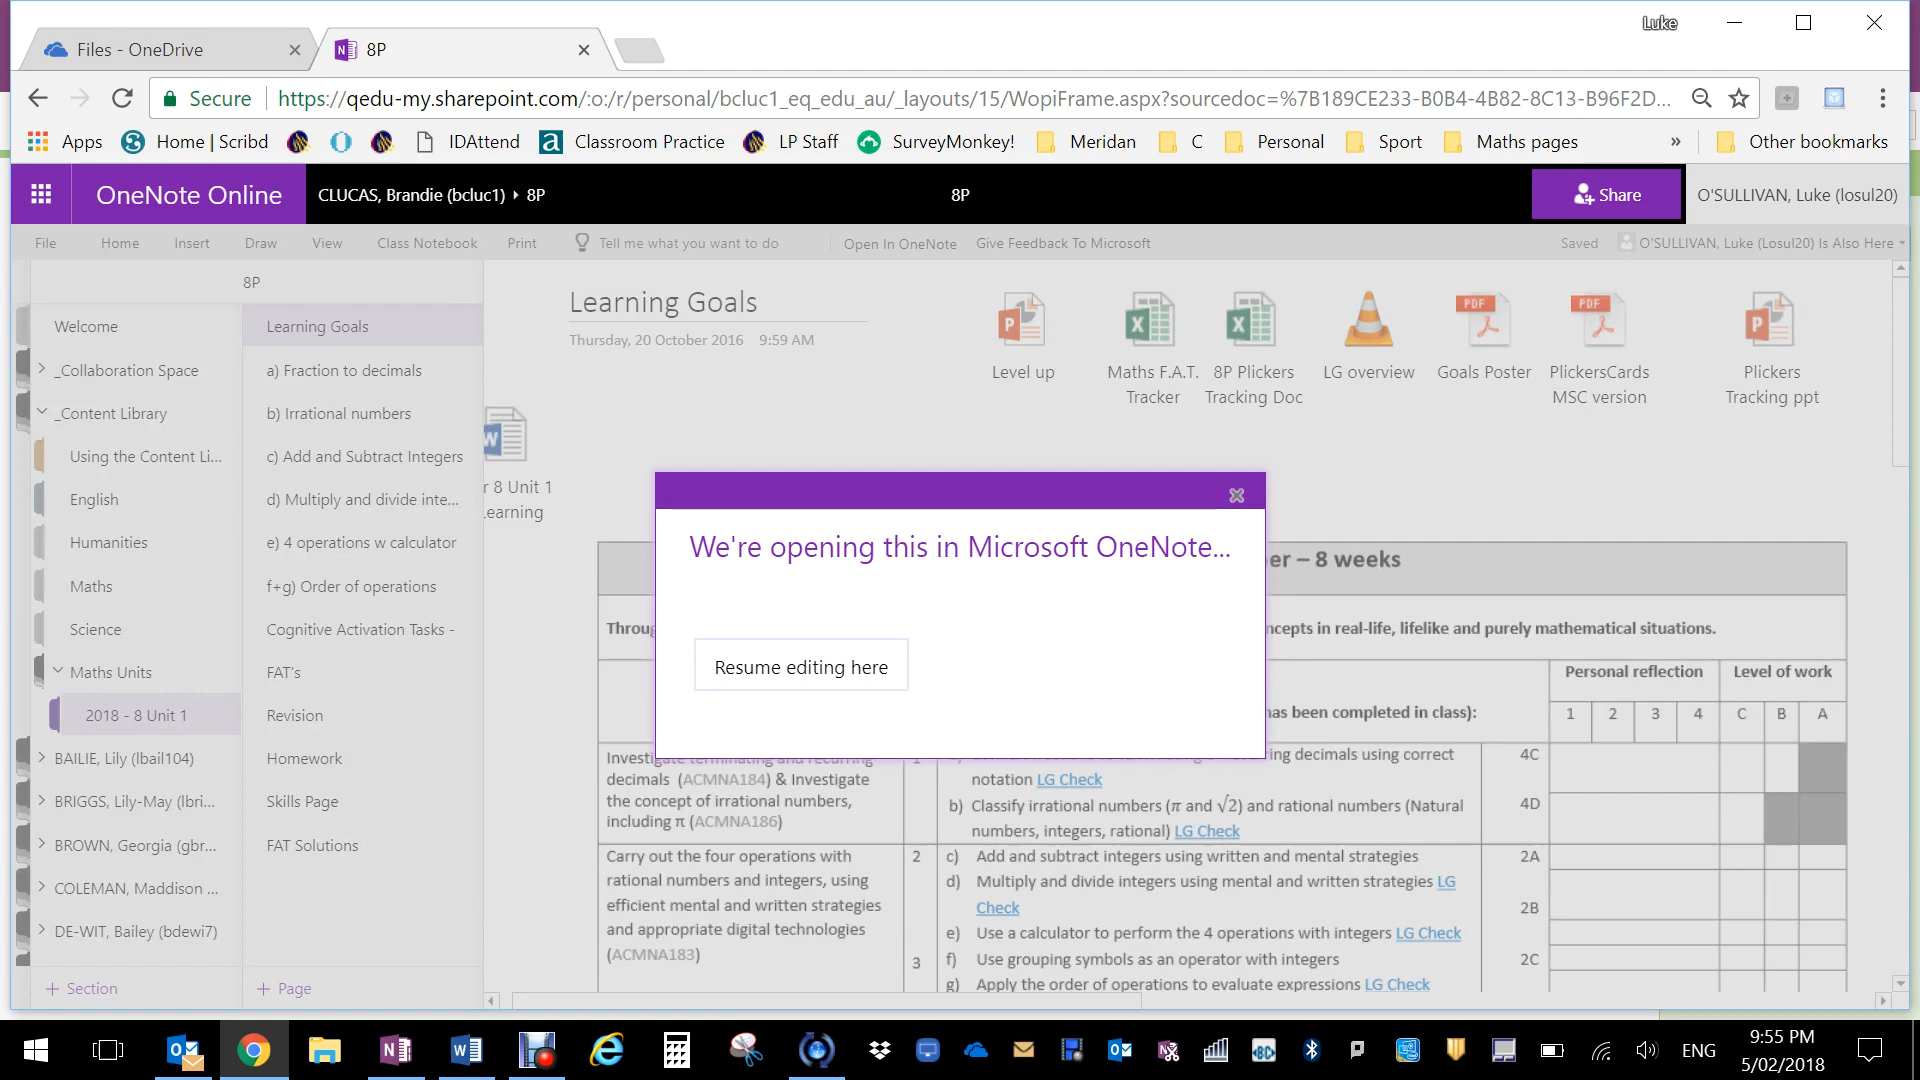 Luke
Files - OneDrive
8P
Secure
https://qedu-my.sharepoint.com/:o:/r/personal/bcluc1_eq_edu_au/_layouts/15/WopiFrame.aspx?sourcedoc=%7B189CE233-B0B4-4B82-8C13-B96F2D...
Apps
Home | Scribd
IDAttend
Classroom Practice
LP Staff
SurveyMonkey!
Meridan
C
Personal
Sport
Maths pages
»
Other bookmarks
OneNote Online
CLUCAS, Brandie (bcluc1) ▸ 8P
8P
Share
O'SULLIVAN, Luke (losul20)
File
Home
Insert
Draw
View
Class Notebook
Print
Tell me what you want to do
Open In OneNote
Give Feedback To Microsoft
Saved
O'SULLIVAN, Luke (Losul20) Is Also Here
8P
Welcome
_Collaboration Space
_Content Library
Using the Content Li...
English
Humanities
Maths
Science
Maths Units
2018 - 8 Unit 1
BAILIE, Lily (lbail104)
BRIGGS, Lily-May (lbri...
BROWN, Georgia (gbr...
COLEMAN, Maddison ...
DE-WIT, Bailey (bdewi7)
+ Section
Learning Goals
a) Fraction to decimals
b) Irrational numbers
c) Add and Subtract Integers
d) Multiply and divide inte...
e) 4 operations w calculator
f+g) Order of operations
Cognitive Activation Tasks -
FAT's
Revision
Homework
Skills Page
FAT Solutions
+ Page
Learning Goals
Thursday, 20 October 2016 9:59 AM
Level up
Maths F.A.T.
Tracker
8P Plickers
Tracking Doc
LG overview
Goals Poster
PlickersCards
MSC version
Plickers
Tracking ppt
r 8 Unit 1
earning
We're opening this in Microsoft OneNote...
Resume editing here
er – 8 weeks
Throu
ncepts in real-life, lifelike and purely mathematical situations.
Personal reflection
Level of work
has been completed in class):
1 2 3 4 C B A
Investigate terminating and recurring
decimals (ACMNA184) & Investigate
the concept of irrational numbers,
including π (ACMNA186)
1
ring decimals using correct
notation LG Check
4C
b) Classify irrational numbers (π and √2) and rational numbers (Natural
numbers, integers, rational) LG Check
4D
Carry out the four operations with
rational numbers and integers, using
efficient mental and written strategies
and appropriate digital technologies
(ACMNA183)
2
3
c) Add and subtract integers using written and mental strategies
2A
d) Multiply and divide integers using mental and written strategies LG
Check
2B
e) Use a calculator to perform the 4 operations with integers LG Check
f) Use grouping symbols as an operator with integers
2C
g) Apply the order of operations to evaluate expressions LG Check
ENG
9:55 PM
5/02/2018